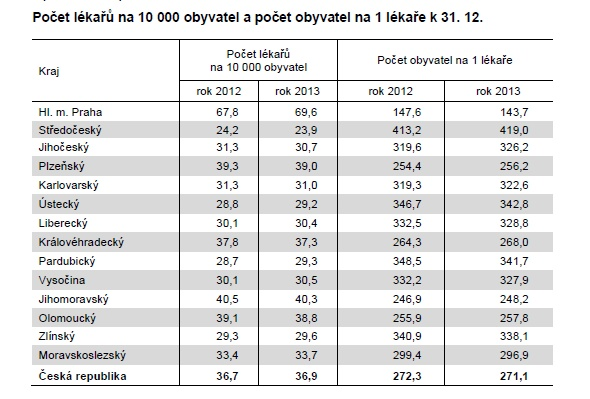 Počet lékařů na 10 000 obyvatel a počet obyvatel na 1 lékaře k 31. 12.
Kraj Počet lékařů na 10 000 obyvatel Počet obyvatel na 1 lékaře
rok 2012 rok 2013 rok 2012 rok 2013
Hl. m. Praha 67,8 69,6 147,6 143,7
Středočeský 24,2 23,9 413,2 419,0
Jihočeský 31,3 30,7 319,6 326,2
Plzeňský 39,3 39,0 254,4 256,2
Karlovarský 31,3 31,0 319,3 322,6
Ústecký 28,8 29,2 346,7 342,8
Liberecký 30,1 30,4 332,5 328,8
Královéhradecký 37,8 37,3 264,3 268,0
Pardubický 28,7 29,3 348,5 341,7
Vysočina 30,1 30,5 332,2 327,9
Jihomoravský 40,5 40,3 246,9 248,2
Olomoucký 39,1 38,8 255,9 257,8
Zlínský 29,3 29,6 340,9 338,1
Moravskoslezský 33,4 33,7 299,4 296,9
Česká republika 36,7 36,9 272,3 271,1